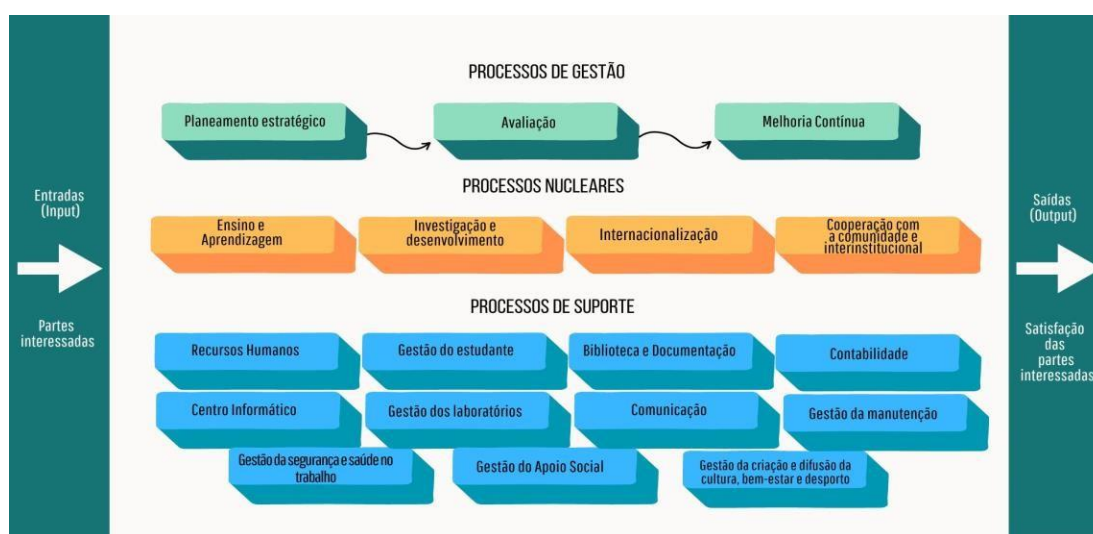 Entradas
(Input)
Partes
interessadas
PROCESSOS DE GESTÃO
Planeamento estratégico
Avaliação
Melhoria Contínua
PROCESSOS NUCLEARES
Ensino e
Aprendizagem
Investigação e
desenvolvimento
Internacionalização
Cooperação com
a comunidade e
interinstitucional
PROCESSOS DE SUPORTE
Recursos Humanos
Gestão do estudante
Biblioteca e Documentação
Contabilidade
Centro Informático
Gestão dos laboratórios
Comunicação
Gestão da manutenção
Gestão da segurança e saúde no
trabalho
Gestão do Apoio Social
Gestão da criação e difusão da
cultura, bem-estar e desporto
Saídas
(Output)
Satisfação
das
partes
interessadas